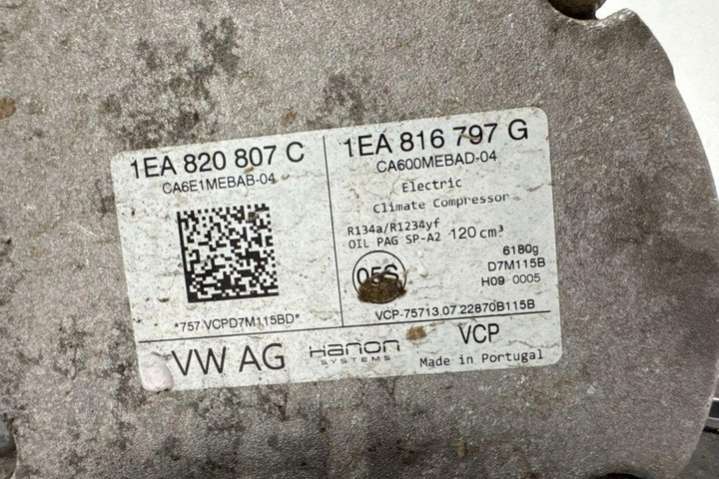 1EA 820 807 C
CA6E1MEBAB-04
*757 VCPD7M115BD*
1EA 816 797 G
CA600MEBAD-04
Electric
Climate Compressor
R134a/R1234yf
OIL PAG SP-A2 120 cm³
6180g
D7M115B
H09 0005
VCP-75713.07.22870B115B
VW AG
Hanon
SYSTEMS
VCP
Made in Portugal